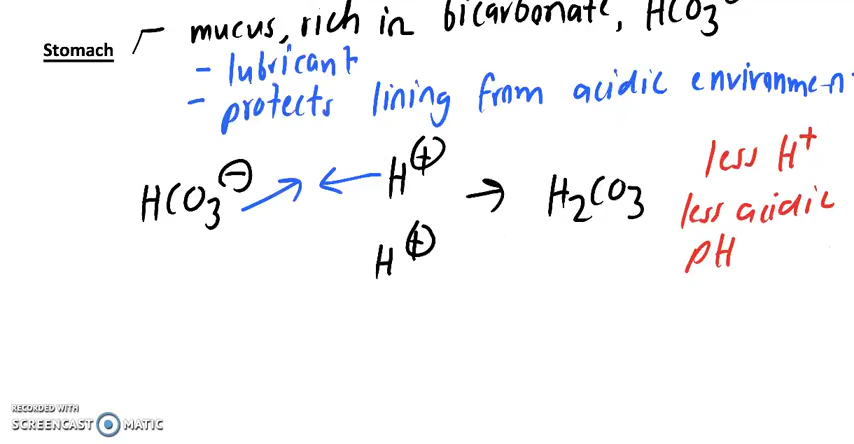 Stomach mucus, rich in bicarbonate, HCO3⊖
- lubricant
- protects lining from acidic environment
HCO3⊖ H⊕ → H2CO3 less H+
less acidic
H⊕ pH
RECORDED WITH
SCREENCAST MATIC